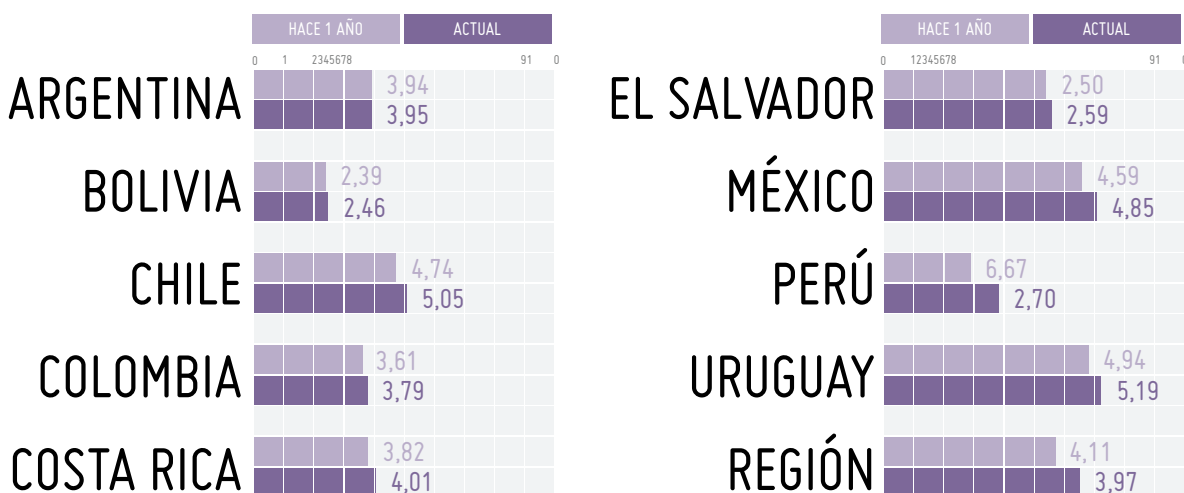 HACE 1 AÑO ACTUAL
0 1 2345678 91 0
ARGENTINA 3,94
3,95
BOLIVIA 2,39
2,46
CHILE 4,74
5,05
COLOMBIA 3,61
3,79
COSTA RICA 3,82
4,01
HACE 1 AÑO ACTUAL
0 12345678 91
EL SALVADOR 2,50
2,59
MÉXICO 4,59
4,85
PERÚ 6,67
2,70
URUGUAY 4,94
5,19
REGIÓN 4,11
3,97